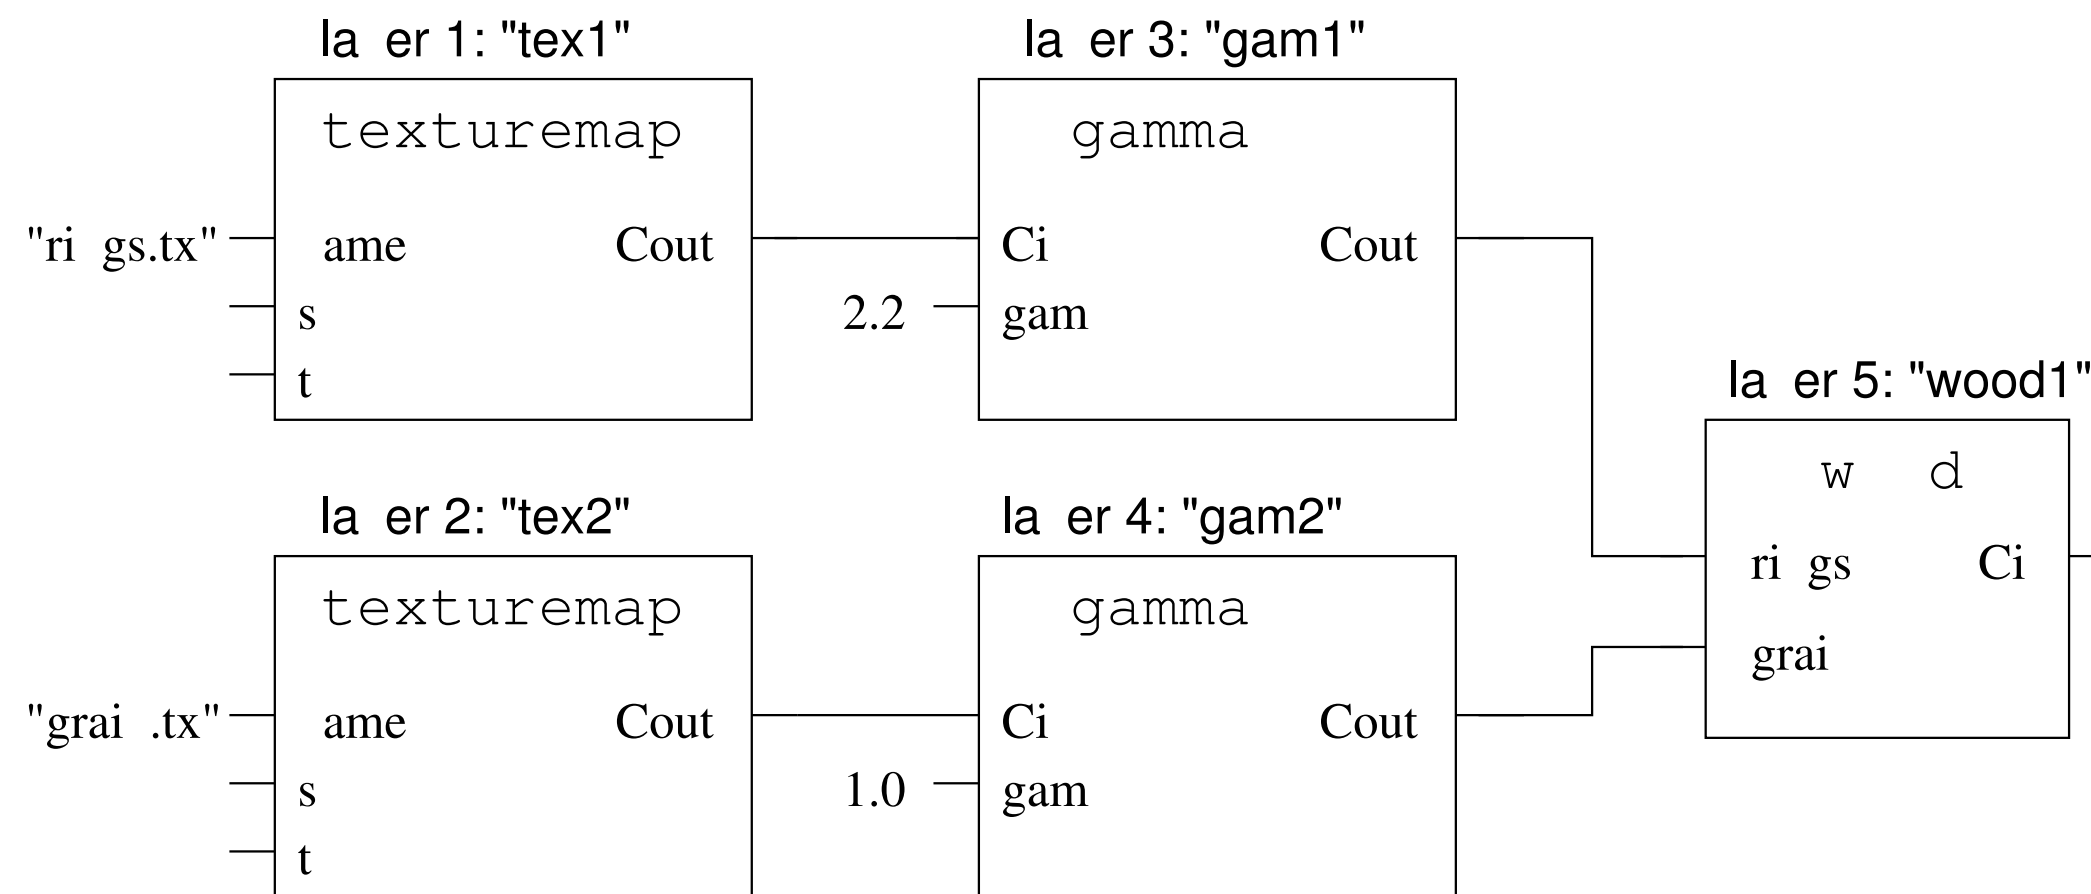 la er 1: "tex1"
la er 3: "gam1"
texturemap
gamma
"ri gs.tx"
ame
Cout
Ci
Cout
s
2.2
gam
t
la er 5: "wood1"
w d
la er 2: "tex2"
la er 4: "gam2"
ri gs
Ci
texturemap
gamma
grai
"grai .tx"
ame
Cout
Ci
Cout
s
1.0
gam
t